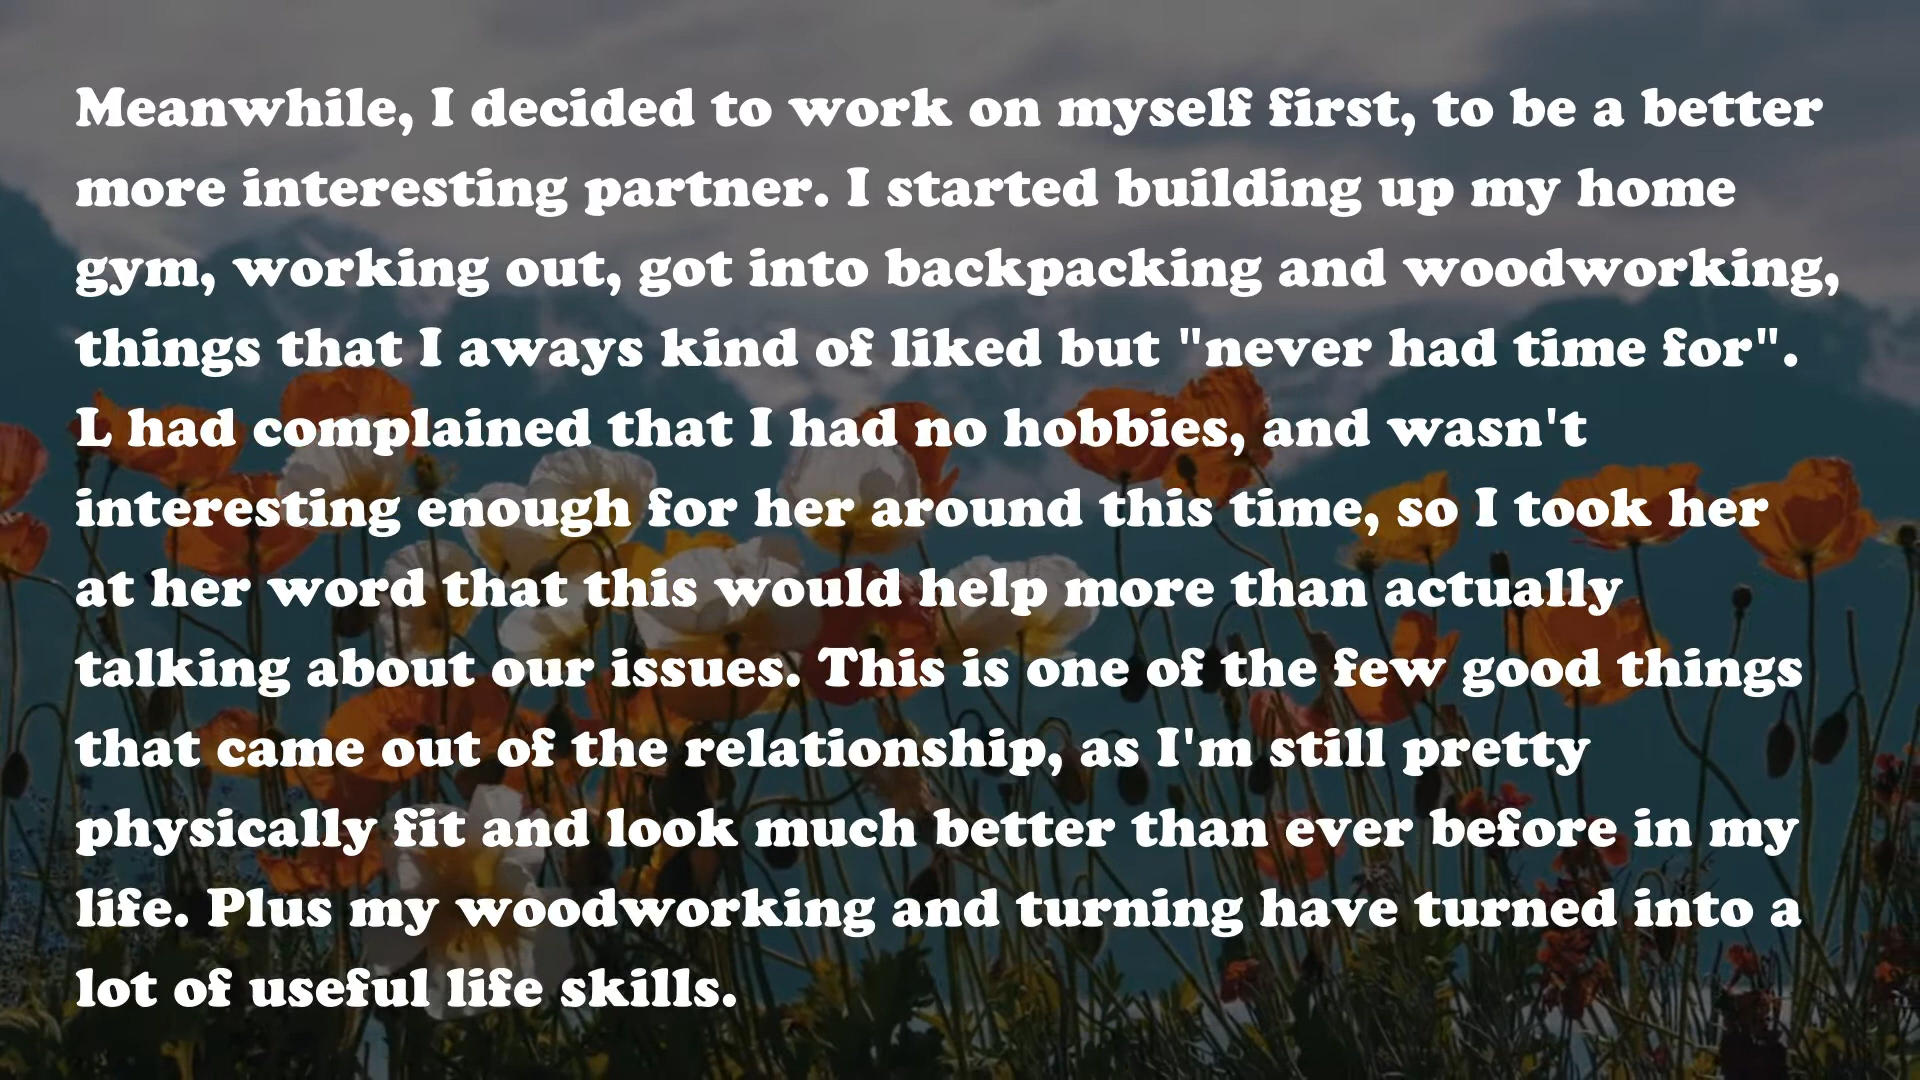 Meanwhile, I decided to work on myself first, to be a better
more interesting partner. I started building up my home
gym, working out, got into backpacking and woodworking,
things that I aways kind of liked but "never had time for".
L had complained that I had no hobbies, and wasn't
interesting enough for her around this time, so I took her
at her word that this would help more than actually
talking about our issues. This is one of the few good things
that came out of the relationship, as I'm still pretty
physically fit and look much better than ever before in my
life. Plus my woodworking and turning have turned into a
lot of useful life skills.